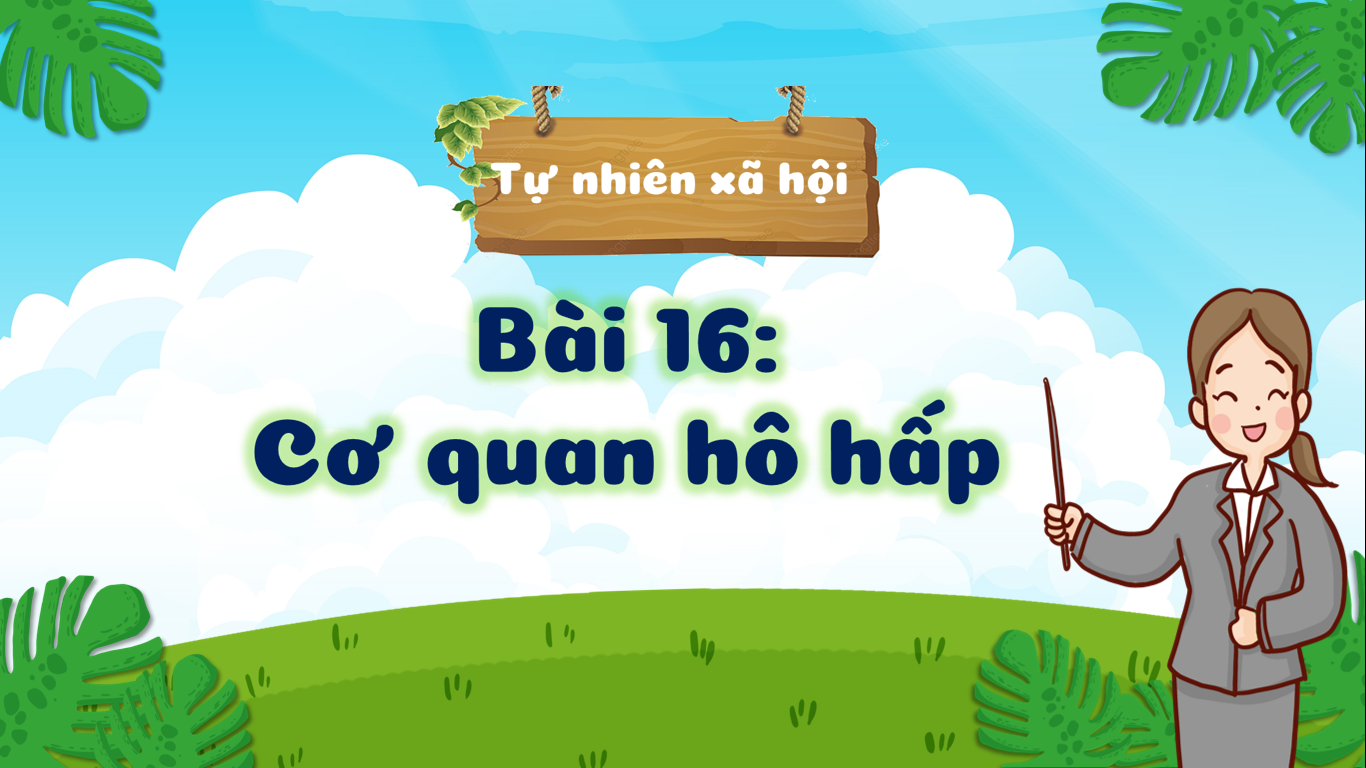 Tự nhiên xã hội
Bài 16:
Cơ quan hô hấp